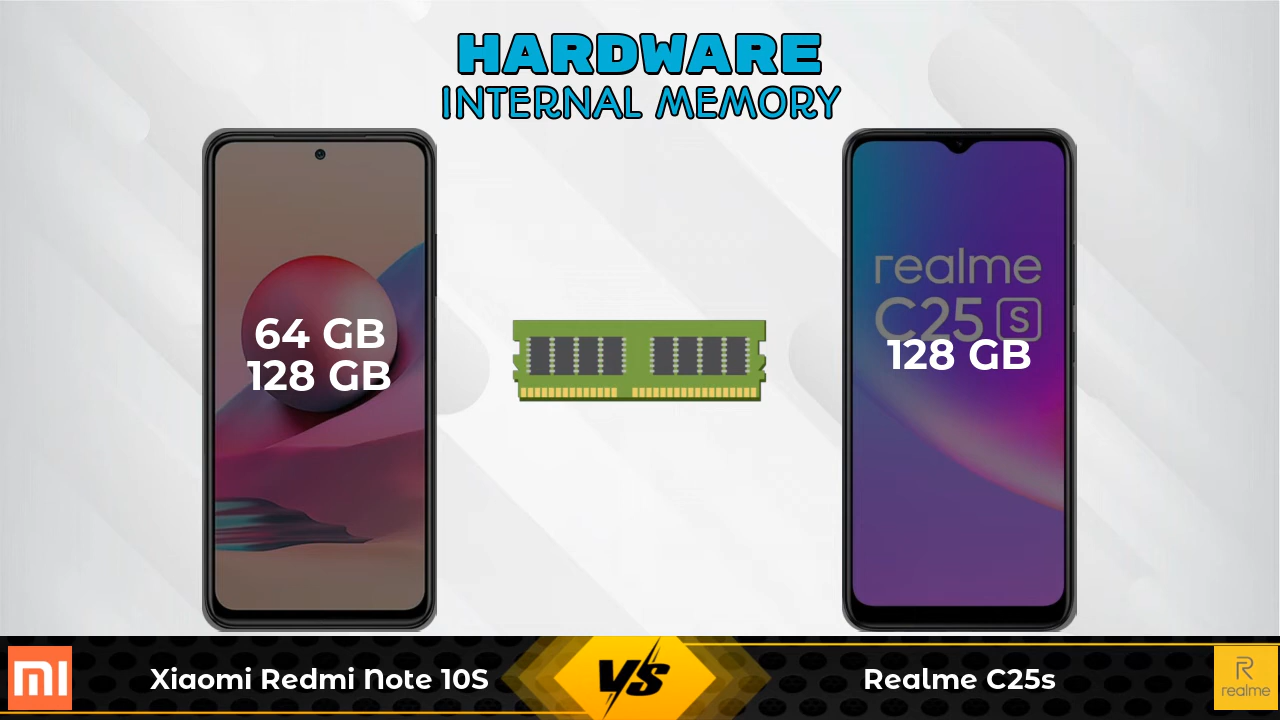 HARDWARE
INTERNAL MEMORY
64 GB
128 GB
realme
C25 S
128 GB
mi
Xiaomi Redmi Note 10S
VS
Realme C25s
R
realme